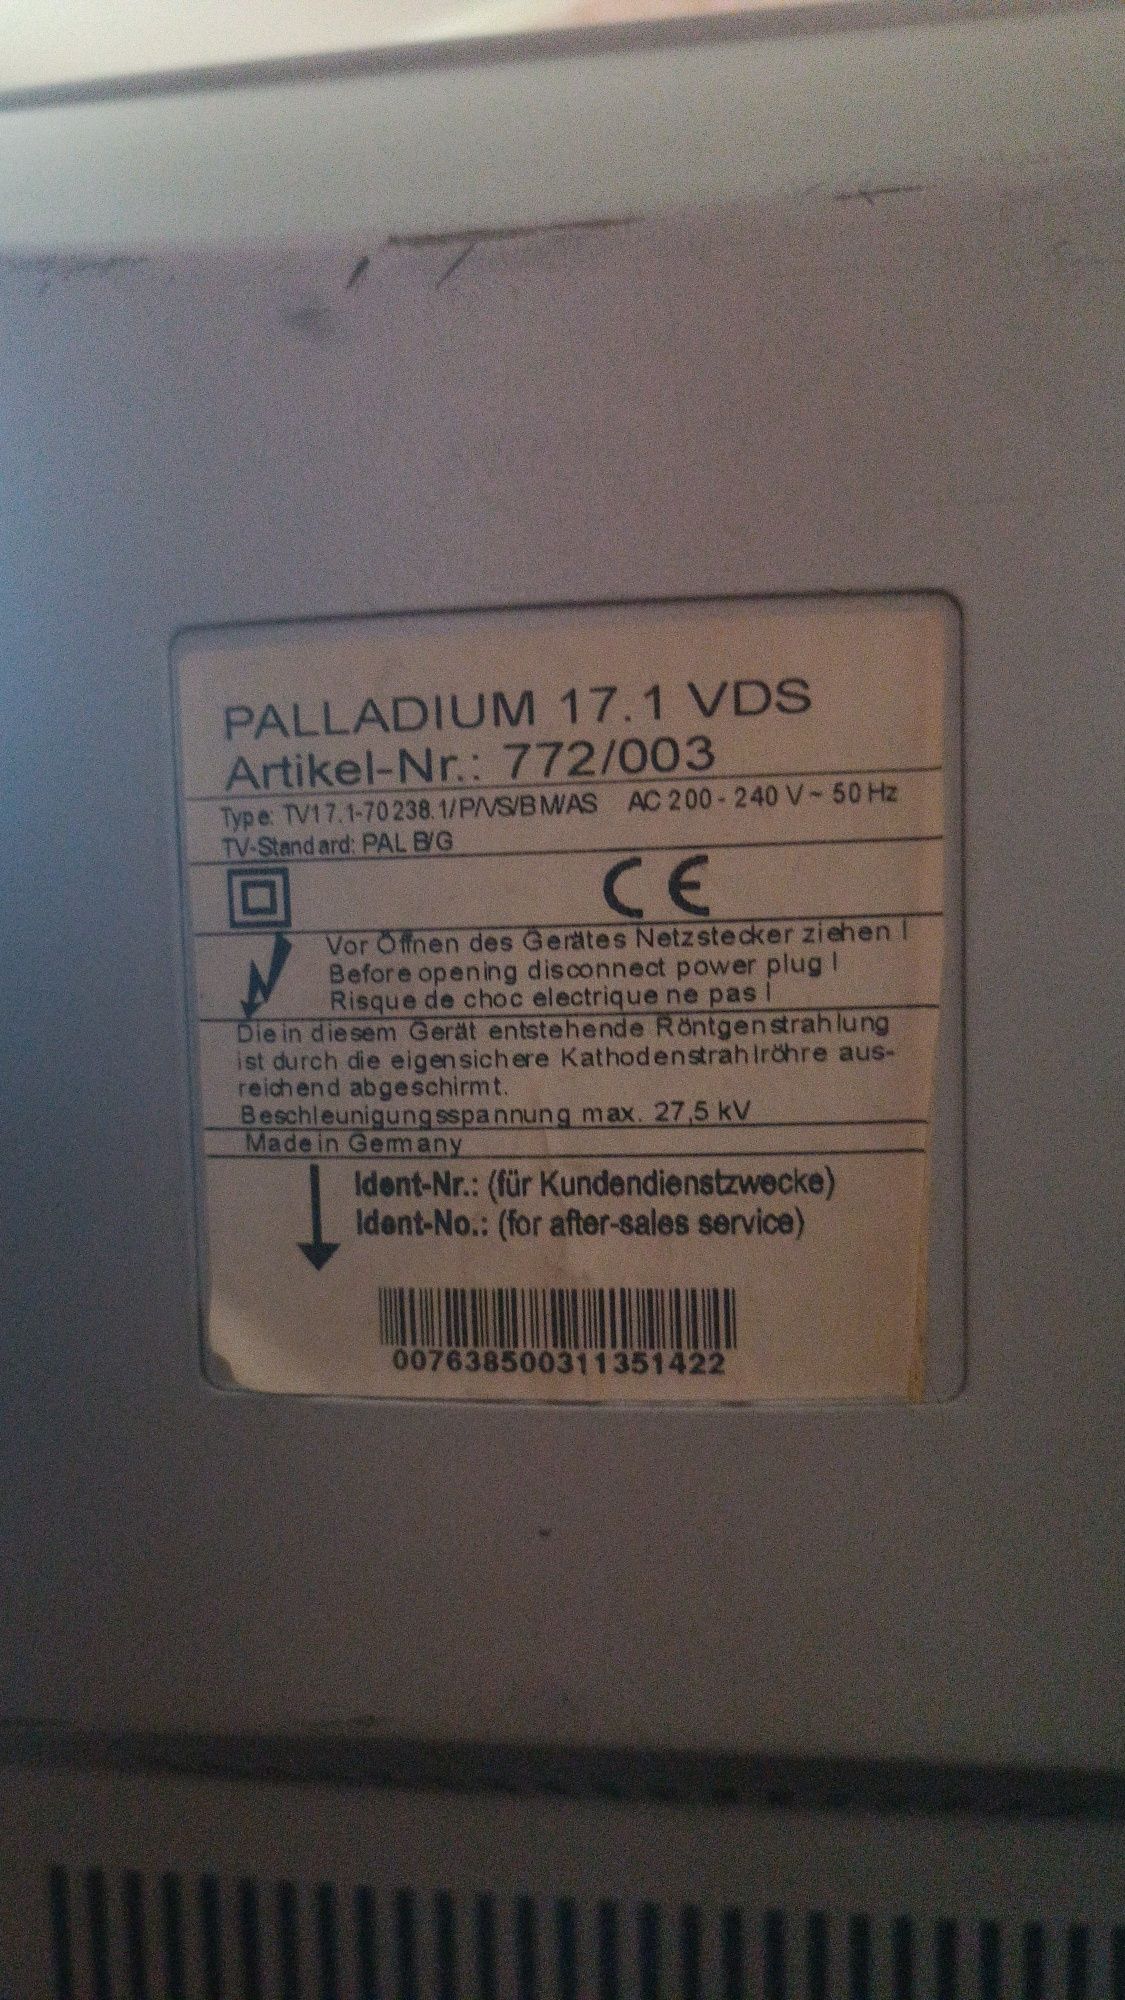 PALLADIUM 17.1 VDS
Artikel-Nr.: 772/003
Type: TV17.1-70238.1/P/VS/BM/AS AC 200 - 240 V ~ 50 Hz
TV-Standard: PAL B/G
CE
Vor Öffnen des Gerätes Netzstecker ziehen !
Before opening disconnect power plug !
Risque de choc electrique ne pas !
Die in diesem Gerät entstehende Röntgenstrahlung
ist durch die eigensichere Kathodenstrahlröhre aus-
reichend abgeschirmt.
Beschleunigungsspannung max. 27,5 kV
Made in Germany
Ident-Nr.: (für Kundendienstzwecke)
Ident-No.: (for after-sales service)
007638500311351422